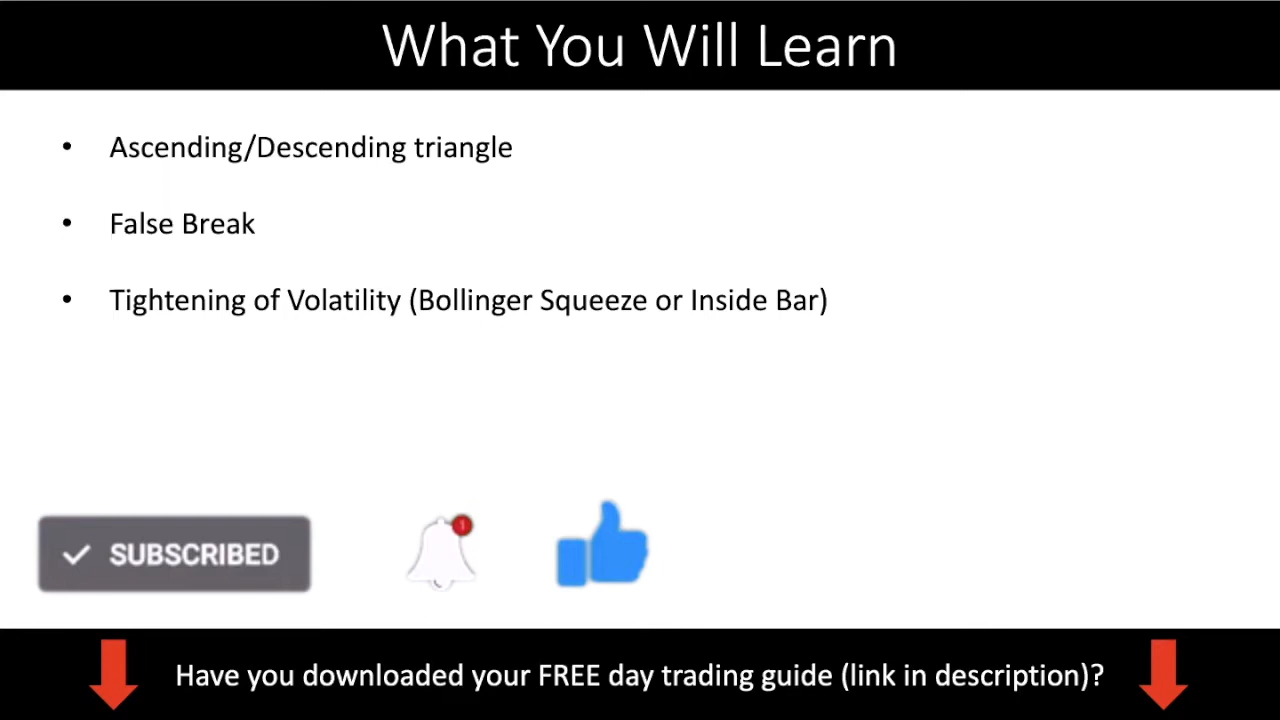 What You Will Learn
• Ascending/Descending triangle
• False Break
• Tightening of Volatility (Bollinger Squeeze or Inside Bar)
SUBSCRIBED
1
Have you downloaded your FREE day trading guide (link in description)?